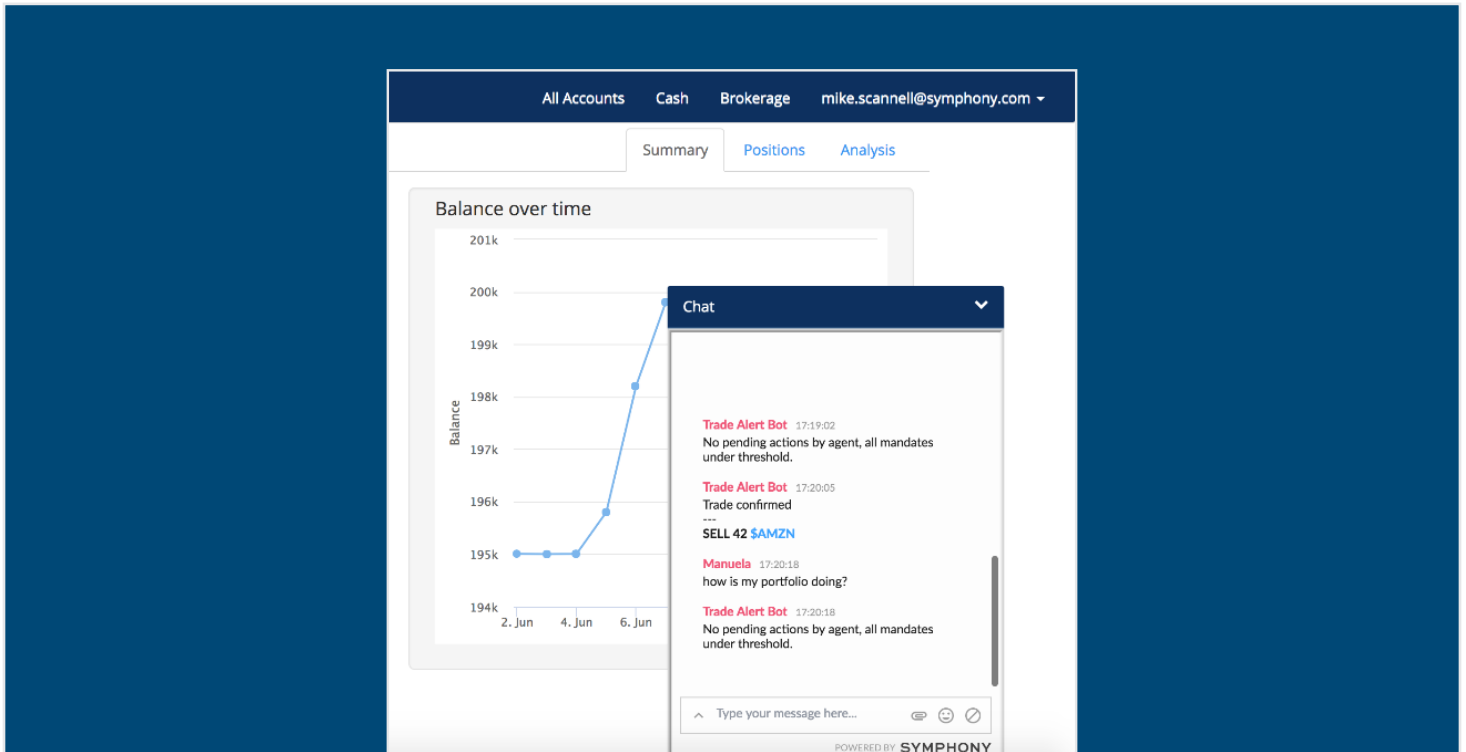 All Accounts Cash Brokerage mike.scannell@symphony.com
Summary Positions Analysis
Balance over time
201k
200k
199k
198k
197k
196k
195k
194k
Balance
2. Jun 4. Jun 6. Jun
Chat
Trade Alert Bot 17:19:02
No pending actions by agent, all mandates
under threshold.
Trade Alert Bot 17:20:05
Trade confirmed
---
SELL 42 $AMZN
Manuela 17:20:18
how is my portfolio doing?
Trade Alert Bot 17:20:18
No pending actions by agent, all mandates
under threshold.
Type your message here...
POWERED BY SYMPHONY